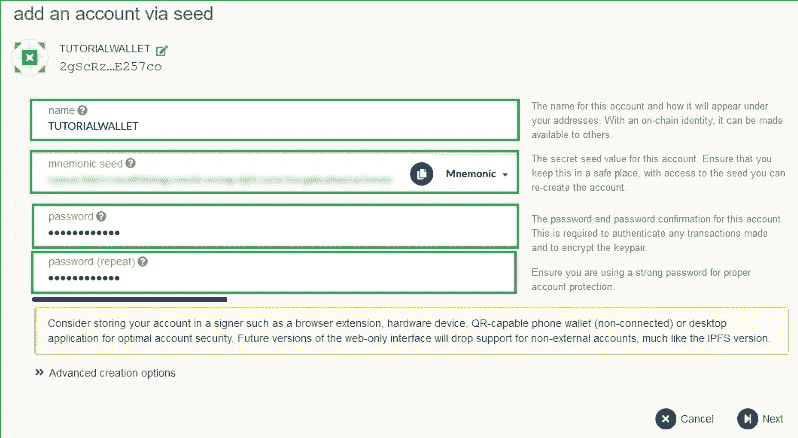 add an account via seed
TUTORIALWALLET
2gScRz…E257co
name
TUTORIALWALLET
The name for this account and how it will appear under
your addresses. With an on-chain identity, it can be made
available to others.
mnemonic seed
Mnemonic
The secret seed value for this account. Ensure that you
keep this in a safe place, with access to the seed you can
re-create the account.
password
••••••••••••
The password and password confirmation for this account.
This is required to authenticate any transactions made
and to encrypt the keypair.
password (repeat)
••••••••••••
Ensure you are using a strong password for proper
account protection.
Consider storing your account in a signer such as a browser extension, hardware device, QR-capable phone wallet (non-connected) or desktop
application for optimal account security. Future versions of the web-only interface will drop support for non-external accounts, much like the IPFS version.
Advanced creation options
Cancel
Next